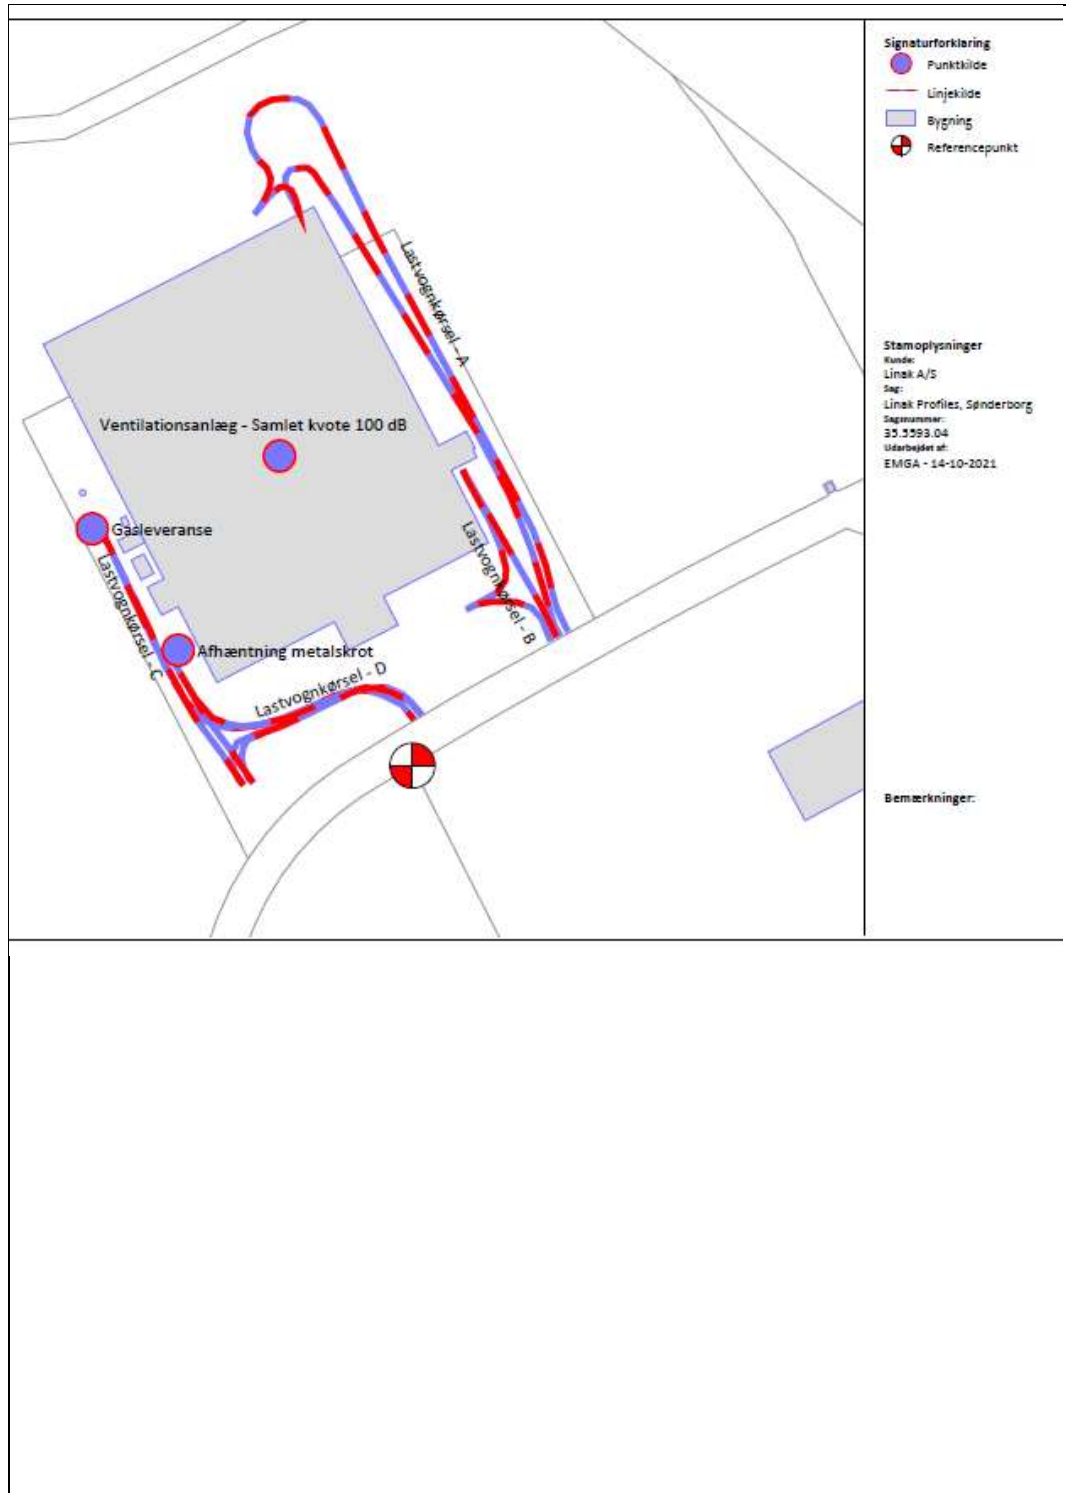 Signaturforklaring
Punktkilde
Linjekilde
Bygning
Referencepunkt
Lastvognkørsel - A
Stamoplysninger
Kunde:
Linak A/S
Sag:
Linak Profiles, Sønderborg
Sagsnummer:
35.5593.04
Udarbejdet af:
EMGA - 14-10-2021
Ventilationsanlæg - Samlet kvote 100 dB
Gasleveranse
Lastvognkørsel - B
Lastvognkørsel - C
Afhæntning metalskrot
Lastvognkørsel - D
Bemærkninger: